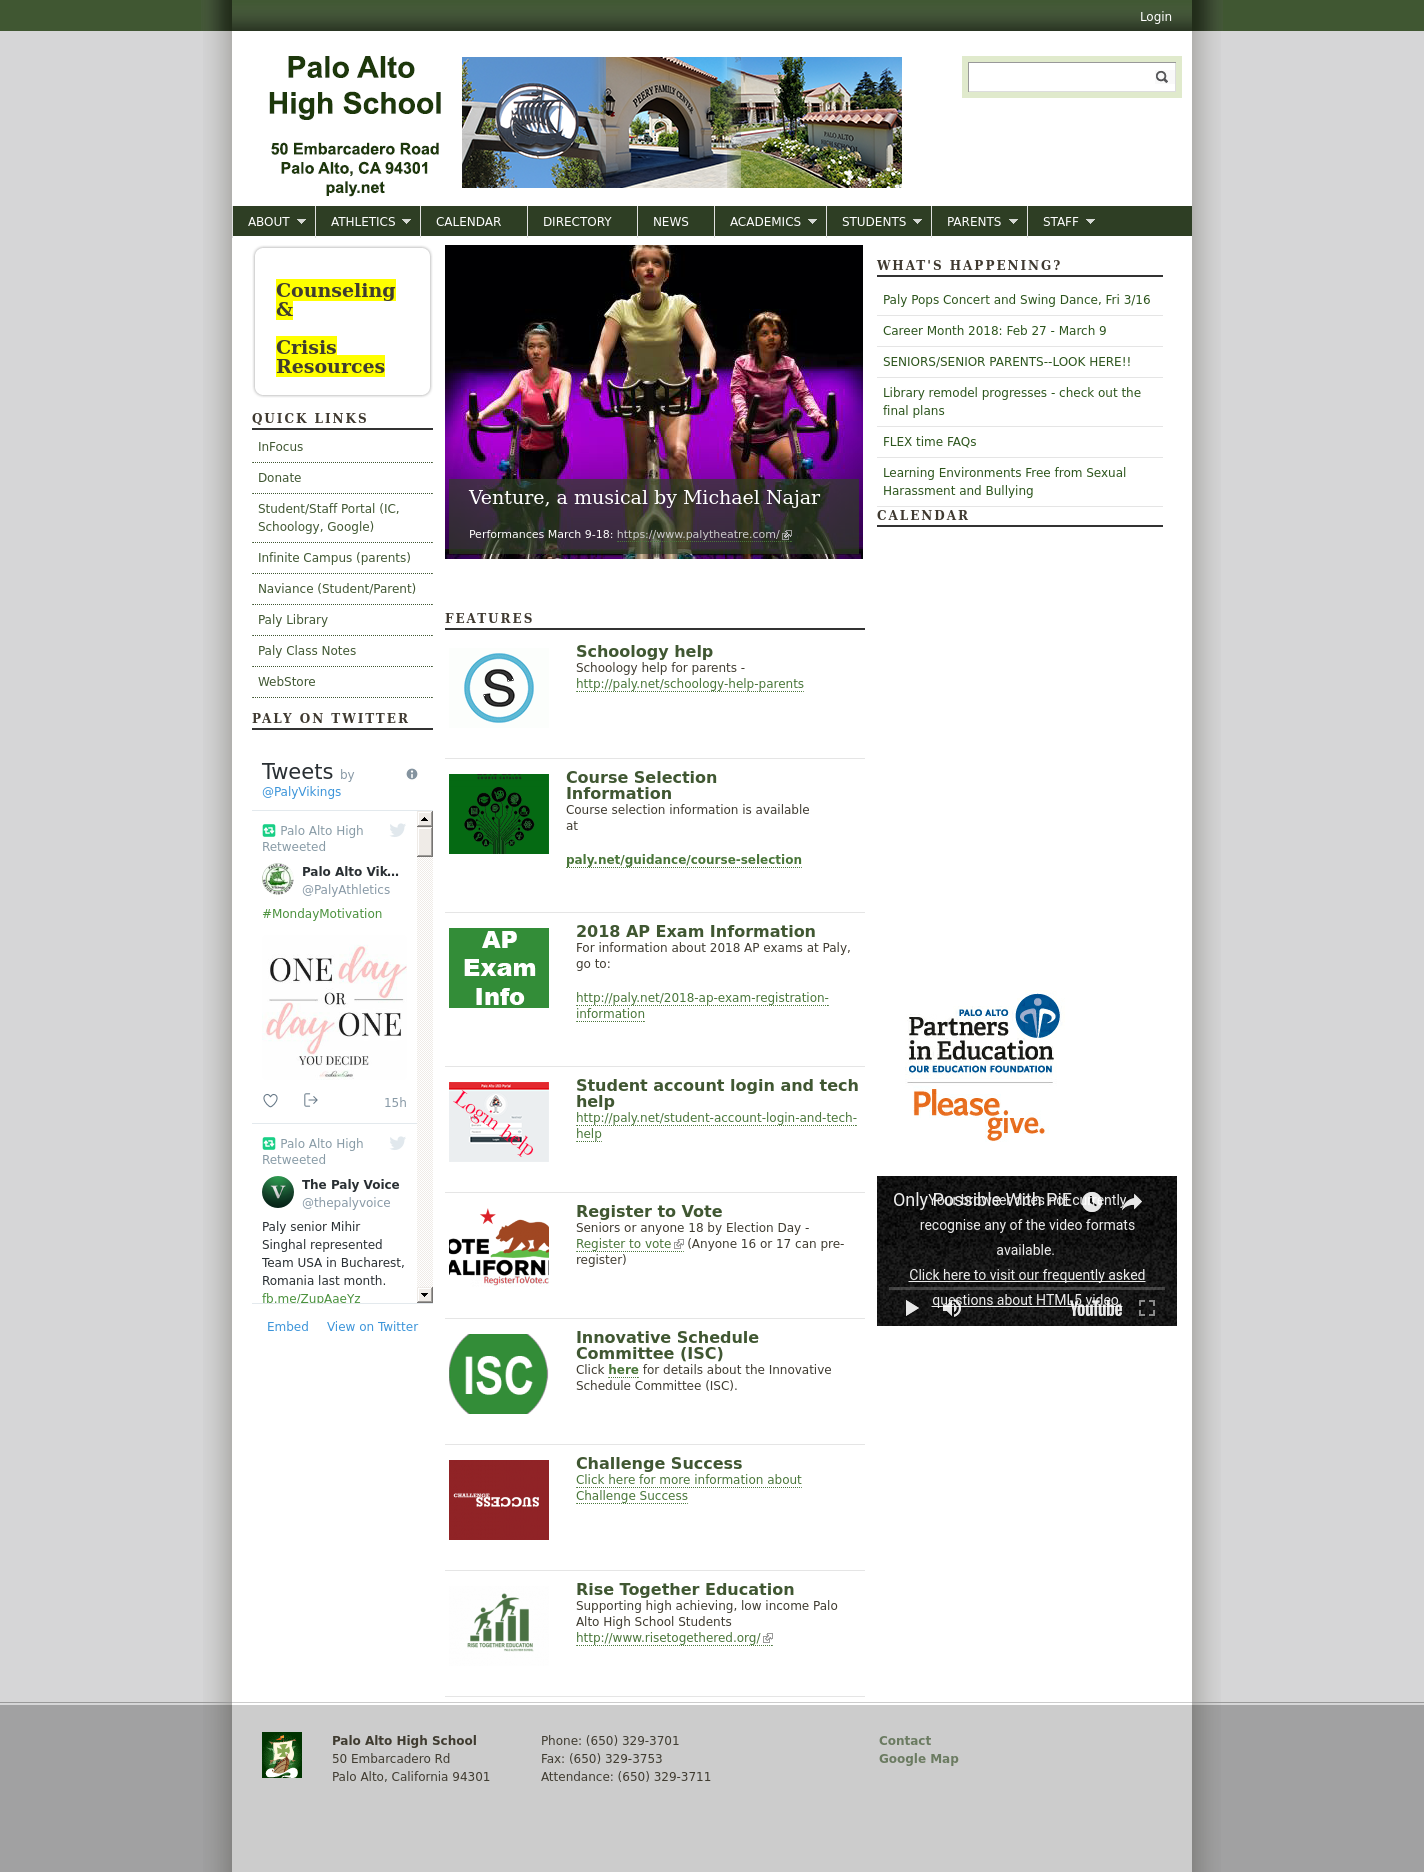 Login
Palo Alto
High School
50 Embarcadero Road
Palo Alto, CA 94301
paly.net
PEERY FAMILY CENTER
PALO ALTO
HIGH SCHOOL
ABOUT
ATHLETICS
CALENDAR
DIRECTORY
NEWS
ACADEMICS
STUDENTS
PARENTS
STAFF
Counseling
&
Crisis
Resources
QUICK LINKS
InFocus
Donate
Student/Staff Portal (IC,
Schoology, Google)
Infinite Campus (parents)
Naviance (Student/Parent)
Paly Library
Paly Class Notes
WebStore
PALY ON TWITTER
Tweets by
@PalyVikings
Palo Alto High
Retweeted
Palo Alto Vik...
@PalyAthletics
#MondayMotivation
ONE day
OR
day ONE
YOU DECIDE
15h
Palo Alto High
Retweeted
The Paly Voice
@thepalyvoice
Paly senior Mihir
Singhal represented
Team USA in Bucharest,
Romania last month.
fb.me/ZupAaeYz
Embed
View on Twitter
Venture, a musical by Michael Najar
Performances March 9-18: https://www.palytheatre.com/
FEATURES
S
Schoology help
Schoology help for parents -
http://paly.net/schoology-help-parents
Course Selection
Information
Course selection information is available
at
paly.net/guidance/course-selection
AP
Exam
Info
2018 AP Exam Information
For information about 2018 AP exams at Paly,
go to:
http://paly.net/2018-ap-exam-registration-
information
Palo Alto USD Portal
Login help
Student account login and tech
help
http://paly.net/student-account-login-and-tech-
help
OTE
ALIFORNI
RegisterToVote.c
Register to Vote
Seniors or anyone 18 by Election Day -
Register to vote (Anyone 16 or 17 can pre-
register)
ISC
Innovative Schedule
Committee (ISC)
Click here for details about the Innovative
Schedule Committee (ISC).
CHALLENGE
SUCCESS
Challenge Success
Click here for more information about
Challenge Success
RISE TOGETHER EDUCATION
Rise Together Education
Supporting high achieving, low income Palo
Alto High School Students
http://www.risetogethered.org/
WHAT'S HAPPENING?
Paly Pops Concert and Swing Dance, Fri 3/16
Career Month 2018: Feb 27 - March 9
SENIORS/SENIOR PARENTS--LOOK HERE!!
Library remodel progresses - check out the
final plans
FLEX time FAQs
Learning Environments Free from Sexual
Harassment and Bullying
CALENDAR
PALO ALTO
Partners
in Education
OUR EDUCATION FOUNDATION
Please
give.
Only Possible With PiE
Your browser does not currently
recognise any of the video formats
available.
Click here to visit our frequently asked
questions about HTML5 video.
YouTube
Palo Alto High School
50 Embarcadero Rd
Palo Alto, California 94301
Phone: (650) 329-3701
Fax: (650) 329-3753
Attendance: (650) 329-3711
Contact
Google Map